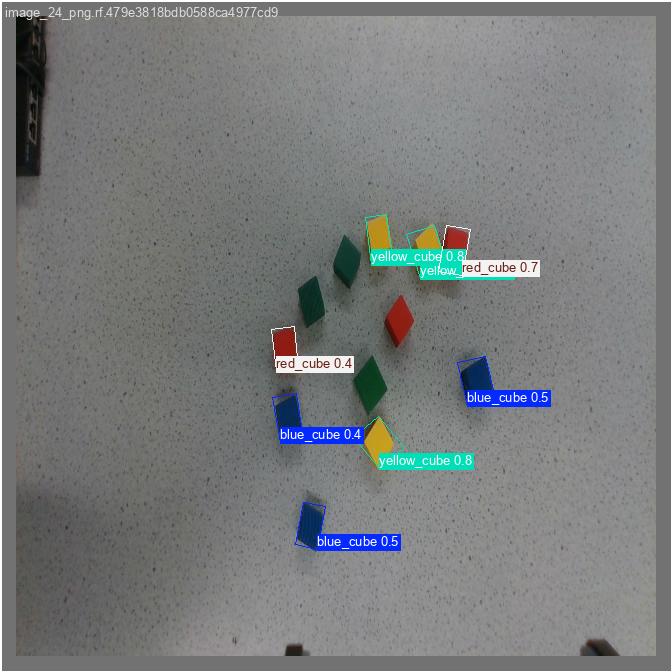 image_24_png.rf.479e3818bdb0588ca4977cd9
yellow_cube 0.8
yellow_
red_cube 0.7
red_cube 0.4
blue_cube 0.5
blue_cube 0.4
yellow_cube 0.8
blue_cube 0.5